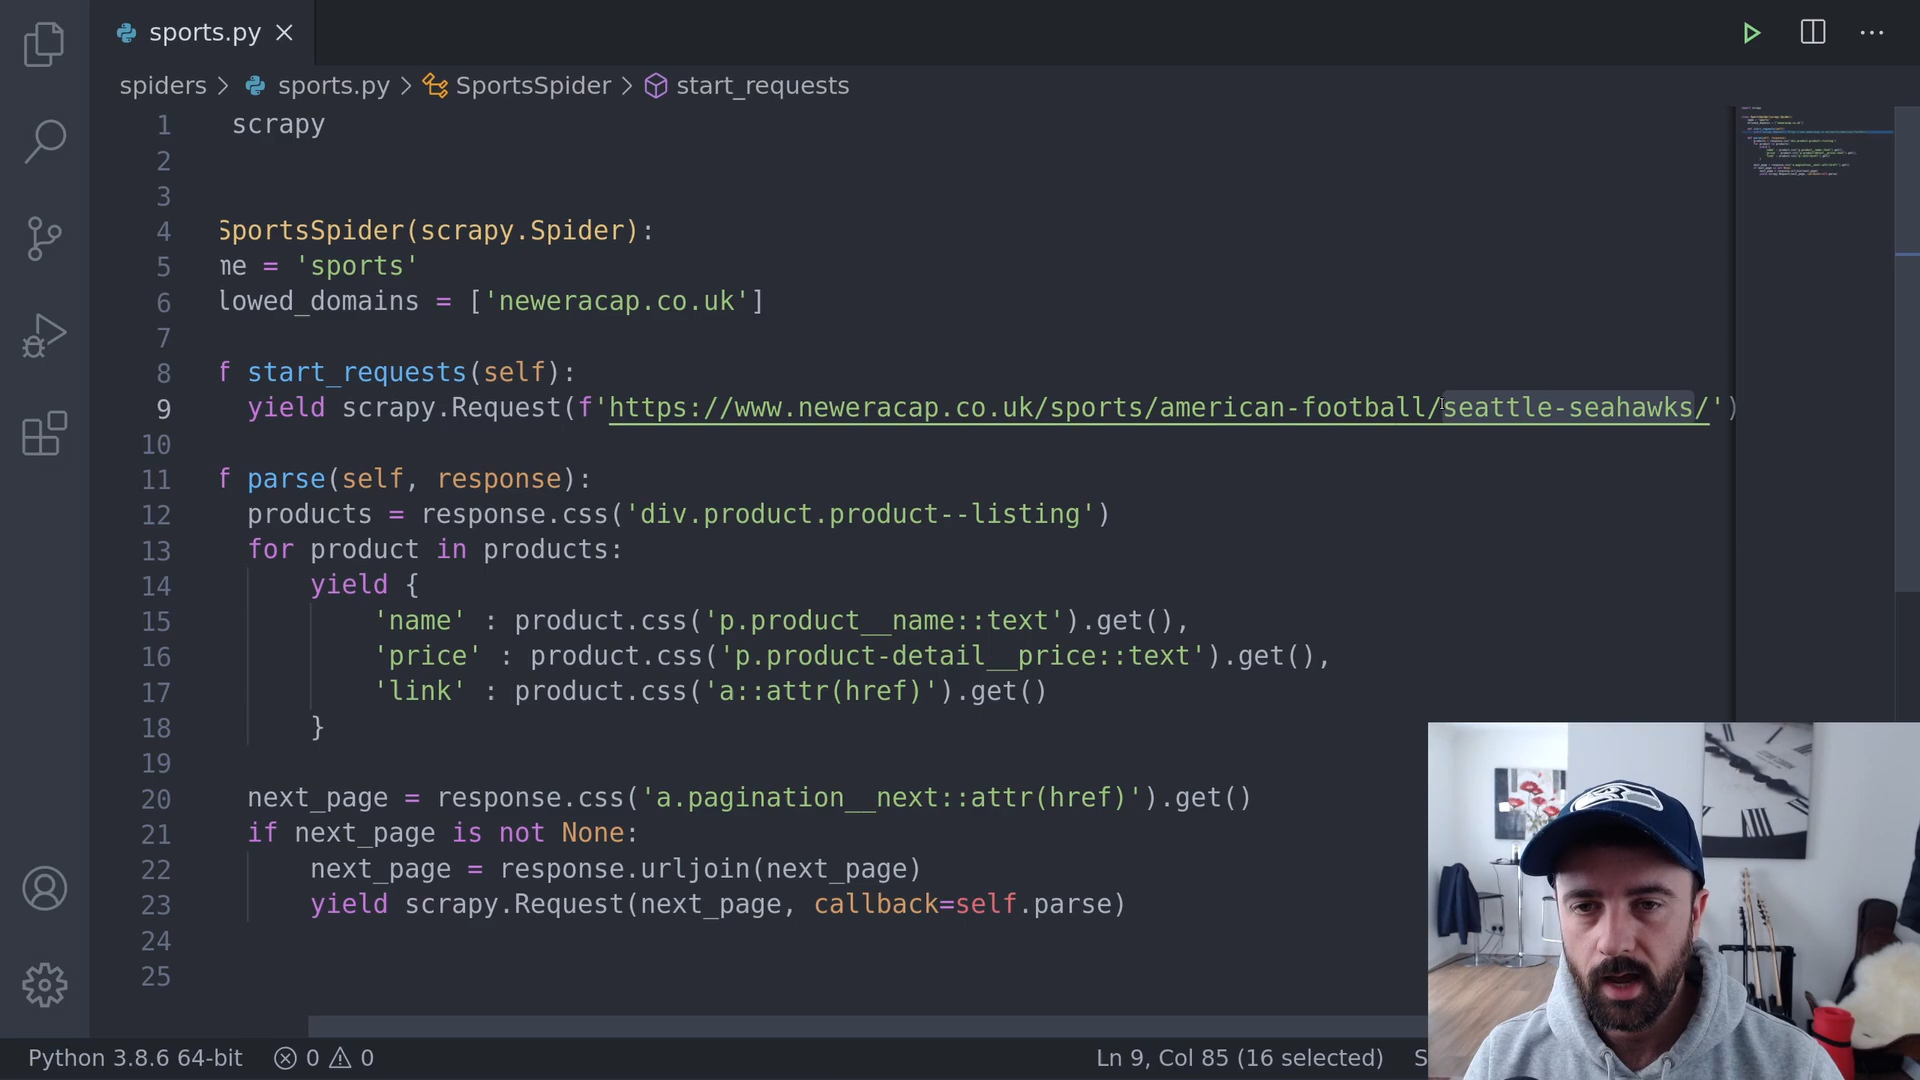 sports.py
spiders > sports.py > SportsSpider > start_requests
1 scrapy
2
3
4 SportsSpider(scrapy.Spider):
5 me = 'sports'
6 lowed_domains = ['neweracap.co.uk']
7
8 f start_requests(self):
9 yield scrapy.Request(f'https://www.neweracap.co.uk/sports/american-football/seattle-seahawks/')
10
11 f parse(self, response):
12 products = response.css('div.product.product--listing')
13 for product in products:
14 yield {
15 'name' : product.css('p.product__name::text').get(),
16 'price' : product.css('p.product-detail__price::text').get(),
17 'link' : product.css('a::attr(href)').get()
18 }
19
20 next_page = response.css('a.pagination__next::attr(href)').get()
21 if next_page is not None:
22 next_page = response.urljoin(next_page)
23 yield scrapy.Request(next_page, callback=self.parse)
24
25
Python 3.8.6 64-bit 0 0 Ln 9, Col 85 (16 selected) S